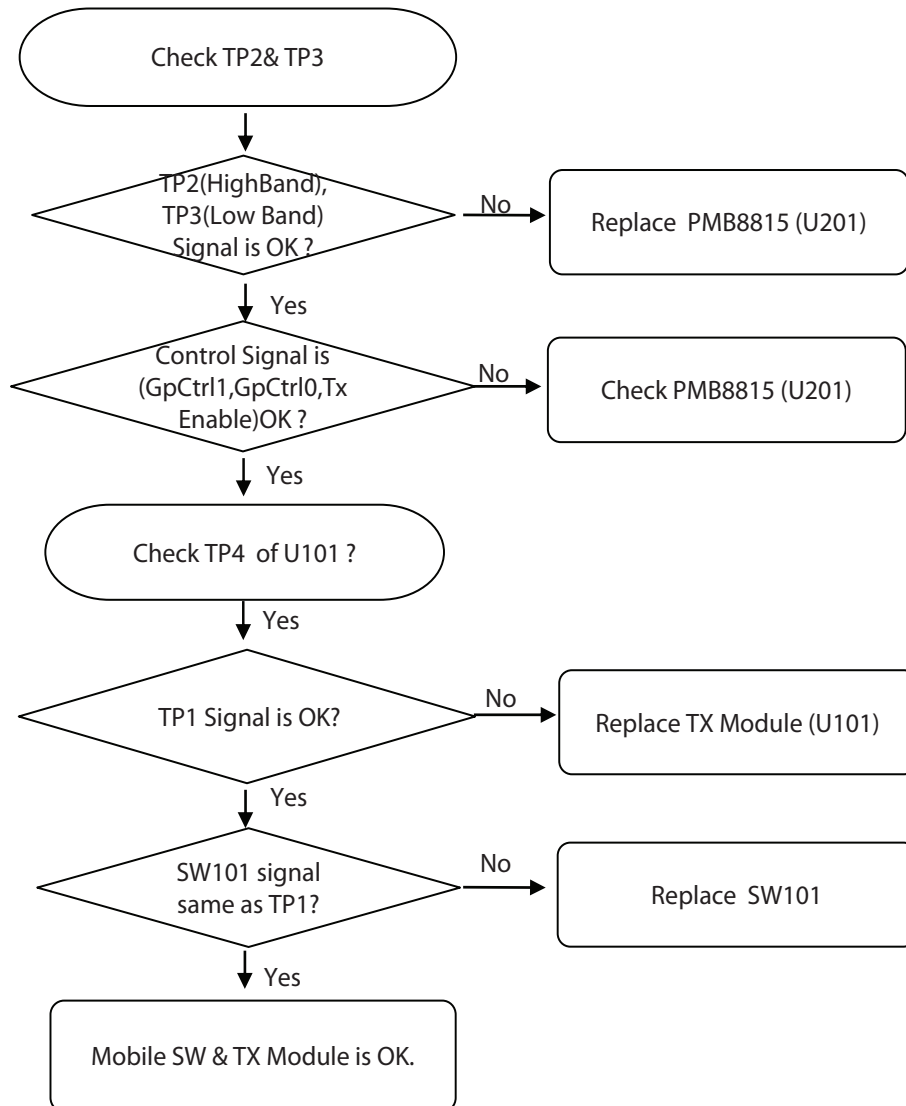 Check TP2& TP3
TP2(HighBand),
TP3(Low Band)
Signal is OK ?
No
Replace PMB8815 (U201)
Yes
Control Signal is
(GpCtrl1,GpCtrl0,Tx
Enable)OK ?
No
Check PMB8815 (U201)
Yes
Check TP4 of U101 ?
Yes
TP1 Signal is OK?
No
Replace TX Module (U101)
Yes
SW101 signal
same as TP1?
No
Replace SW101
Yes
Mobile SW & TX Module is OK.